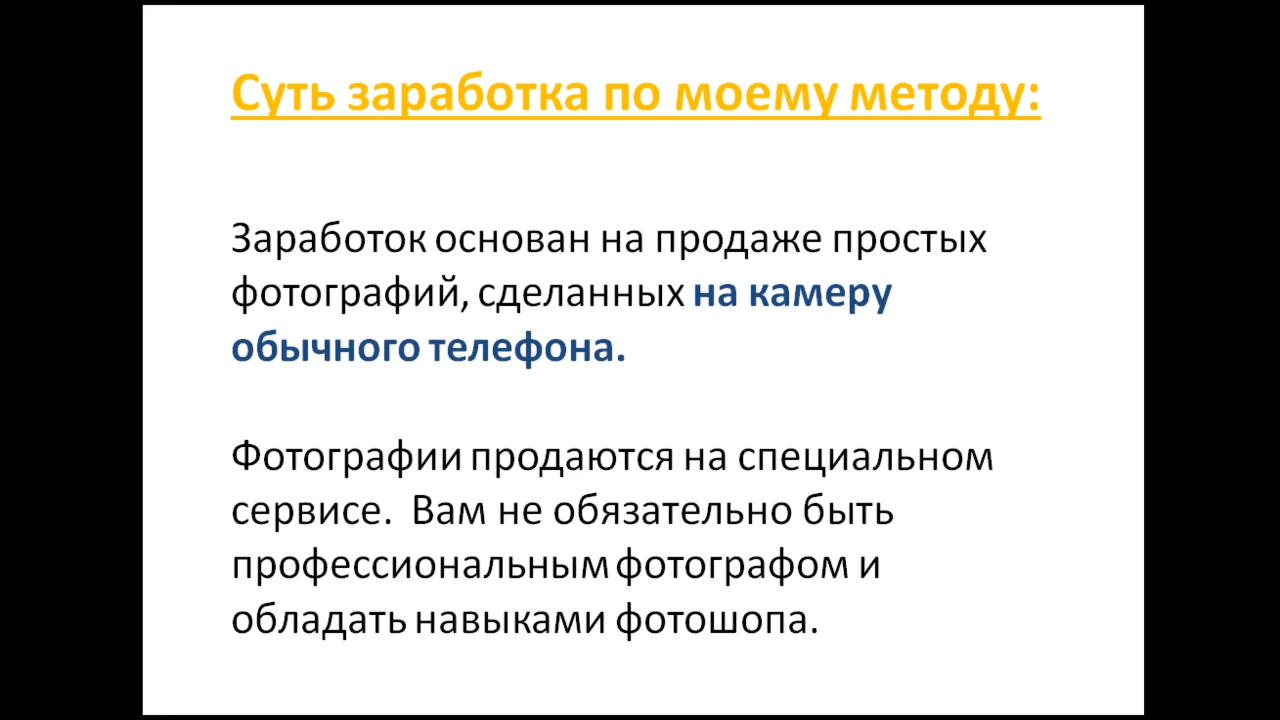 Суть заработка по моему методу:
Заработок основан на продаже простых
фотографий, сделанных на камеру
обычного телефона.
Фотографии продаются на специальном
сервисе. Вам не обязательно быть
профессиональным фотографом и
обладать навыками фотошопа.